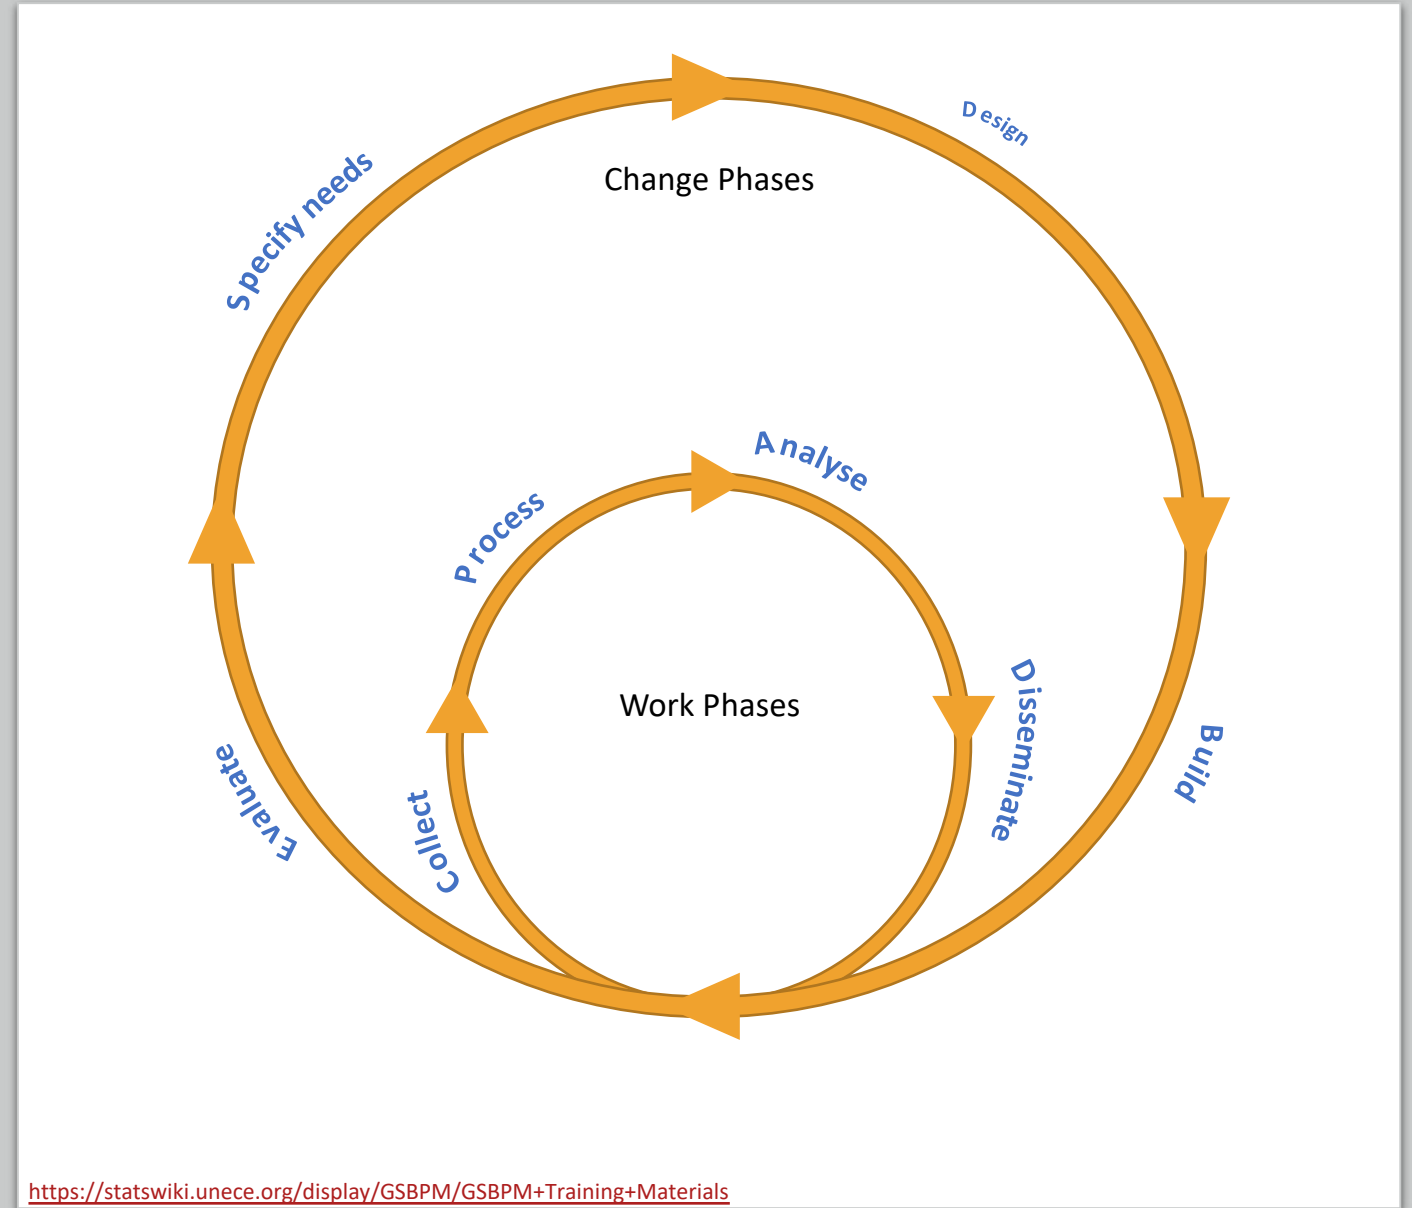 Design
Change Phases
Specify needs
Analyse
Process
Disseminate
Work Phases
Build
Evaluate
Collect
https://statswiki.unece.org/display/GSBPM/GSBPM+Training+Materials